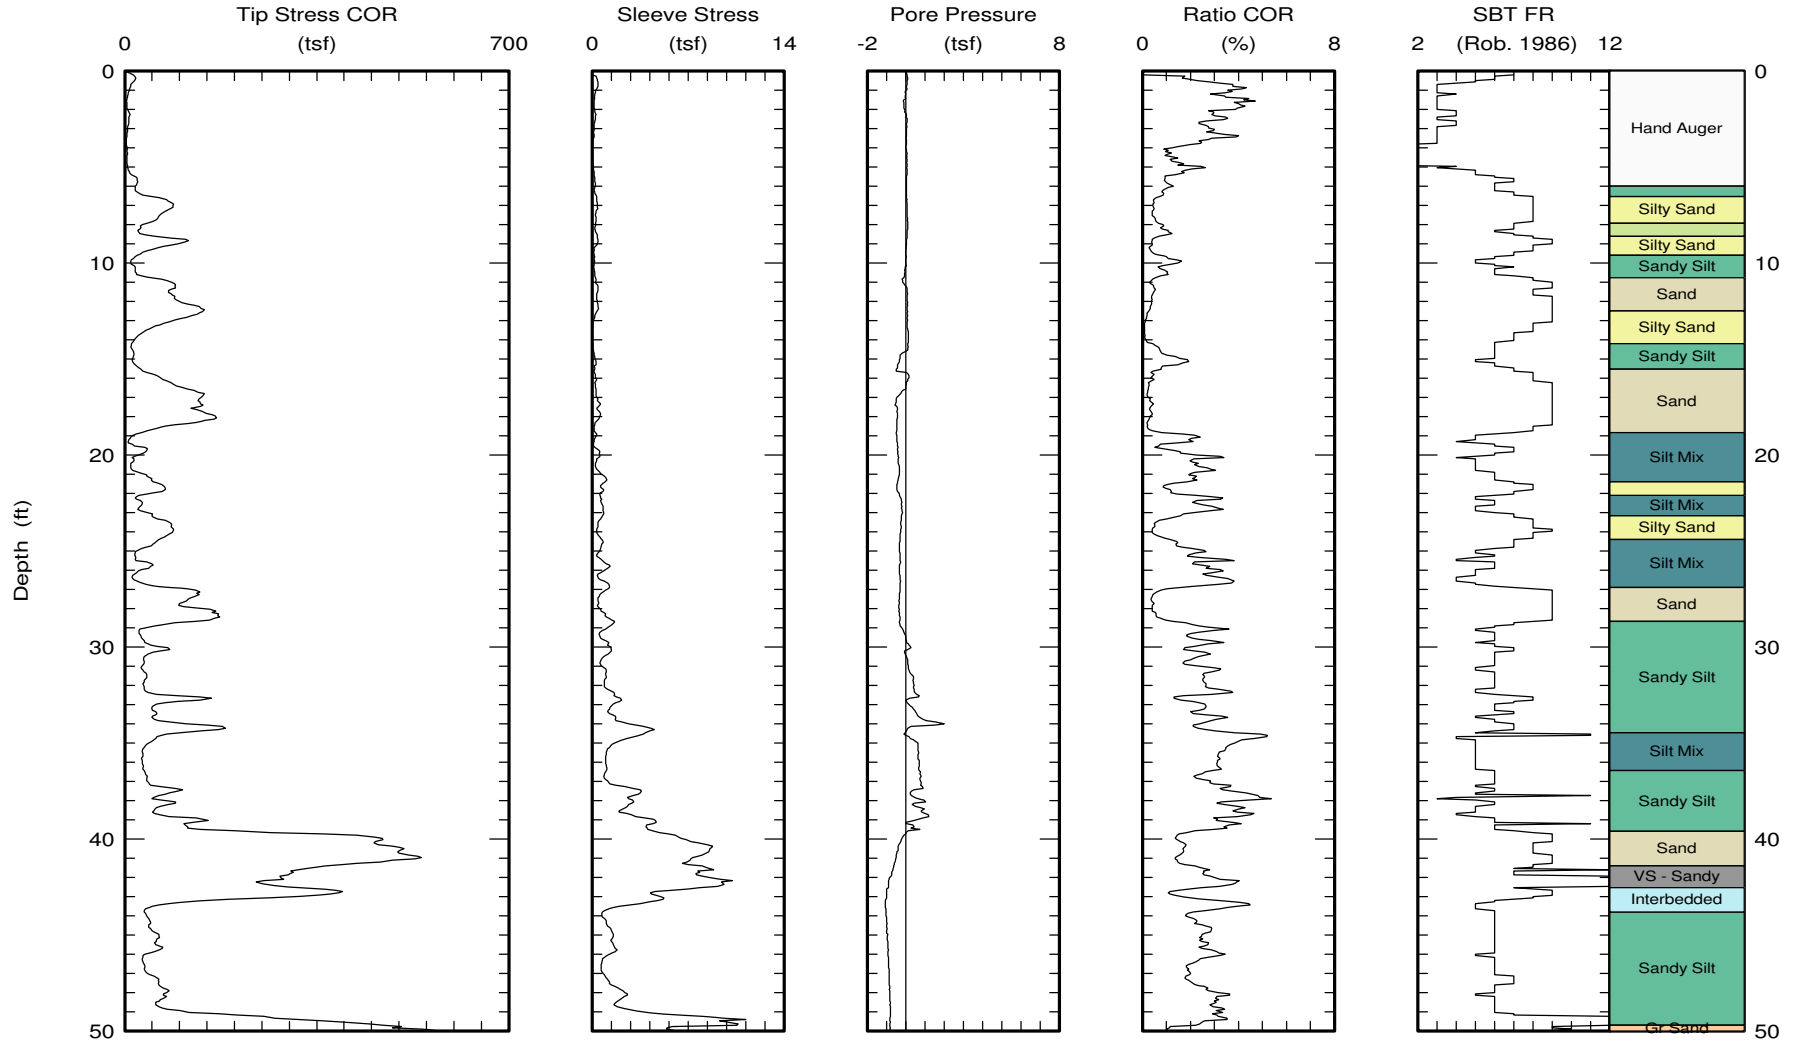 Tip Stress COR Sleeve Stress Pore Pressure Ratio COR SBT FR
0 (tsf) 700 0 (tsf) 14 -2 (tsf) 8 0 (%) 8 2 (Rob. 1986) 12
0 0
Hand Auger
Silty Sand
Silty Sand
10 Sandy Silt 10
Sand
Silty Sand
Sandy Silt
Sand
20 Silt Mix 20
Silt Mix
Silty Sand
Depth (ft)
Silt Mix
Sand
30 30
Sandy Silt
Silt Mix
Sandy Silt
40 40
Sand
VS - Sandy
Interbedded
Sandy Silt
Gr Sand
50 50